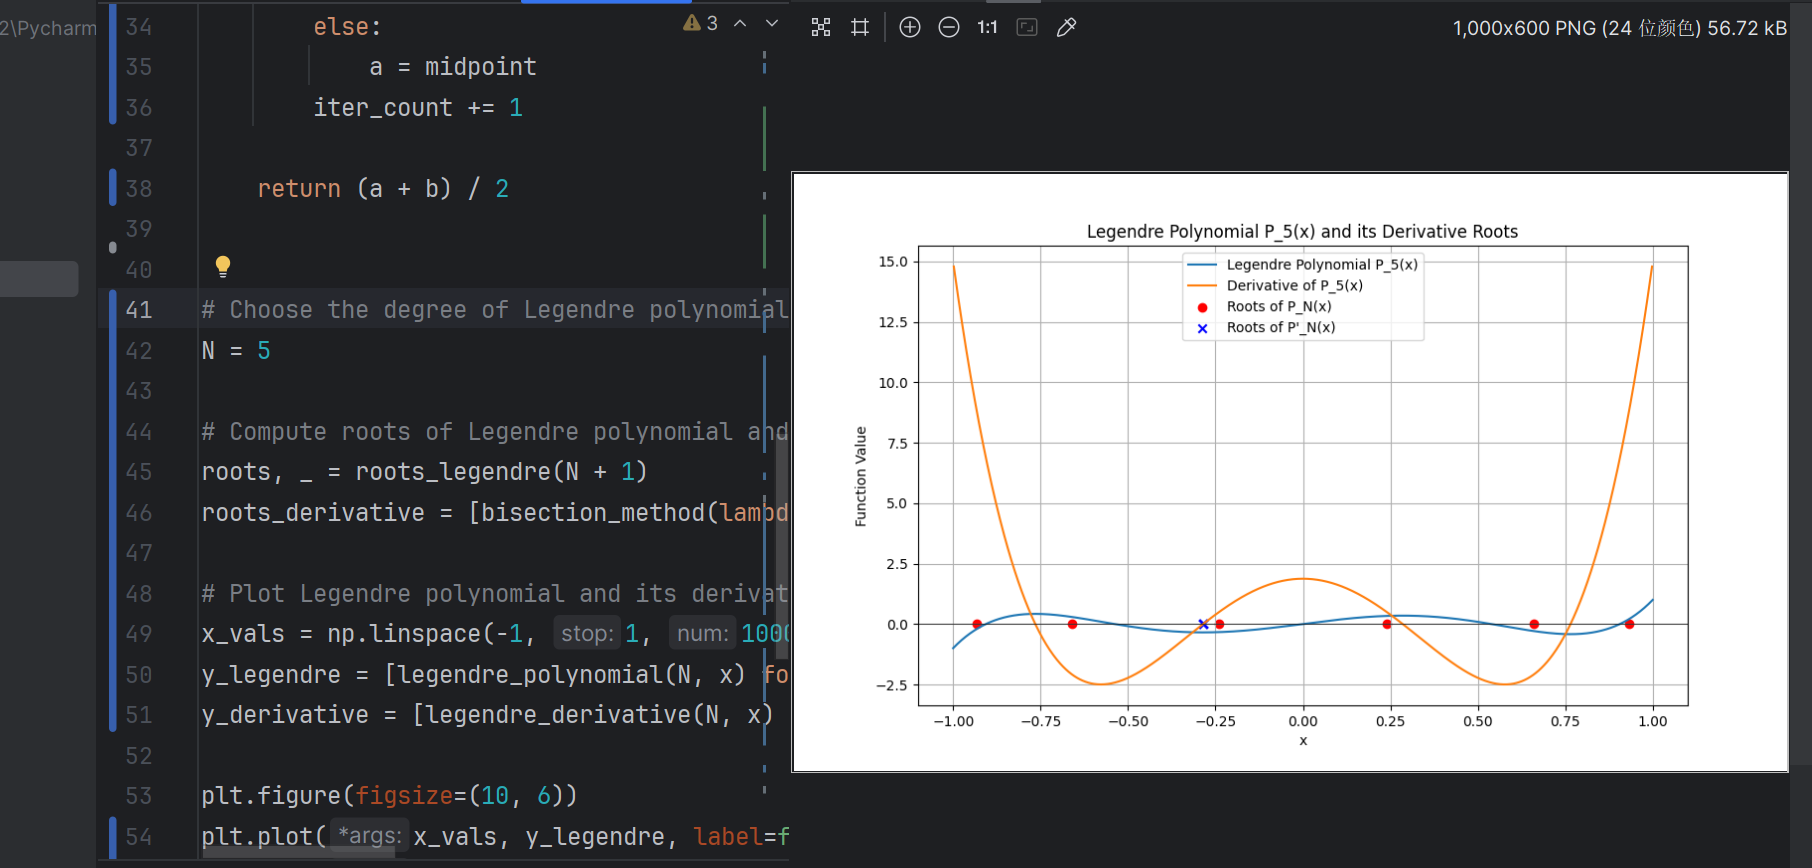 2\Pycharm
34 else:
35 a = midpoint
36 iter_count += 1
37
38 return (a + b) / 2
39
40
41 # Choose the degree of Legendre polynomial
42 N = 5
43
44 # Compute roots of Legendre polynomial and
45 roots, _ = roots_legendre(N + 1)
46 roots_derivative = [bisection_method(lambd
47
48 # Plot Legendre polynomial and its derivat
49 x_vals = np.linspace(-1, stop: 1, num: 1000
50 y_legendre = [legendre_polynomial(N, x) fo
51 y_derivative = [legendre_derivative(N, x)
52
53 plt.figure(figsize=(10, 6))
54 plt.plot( *args: x_vals, y_legendre, label=f
3
1:1
1,000x600 PNG (24 位颜色) 56.72 kB
Legendre Polynomial P_5(x) and its Derivative Roots
Legendre Polynomial P_5(x)
Derivative of P_5(x)
Roots of P_N(x)
Roots of P'_N(x)
Function Value
15.0
12.5
10.0
7.5
5.0
2.5
0.0
−2.5
−1.00 −0.75 −0.50 −0.25 0.00 0.25 0.50 0.75 1.00
x